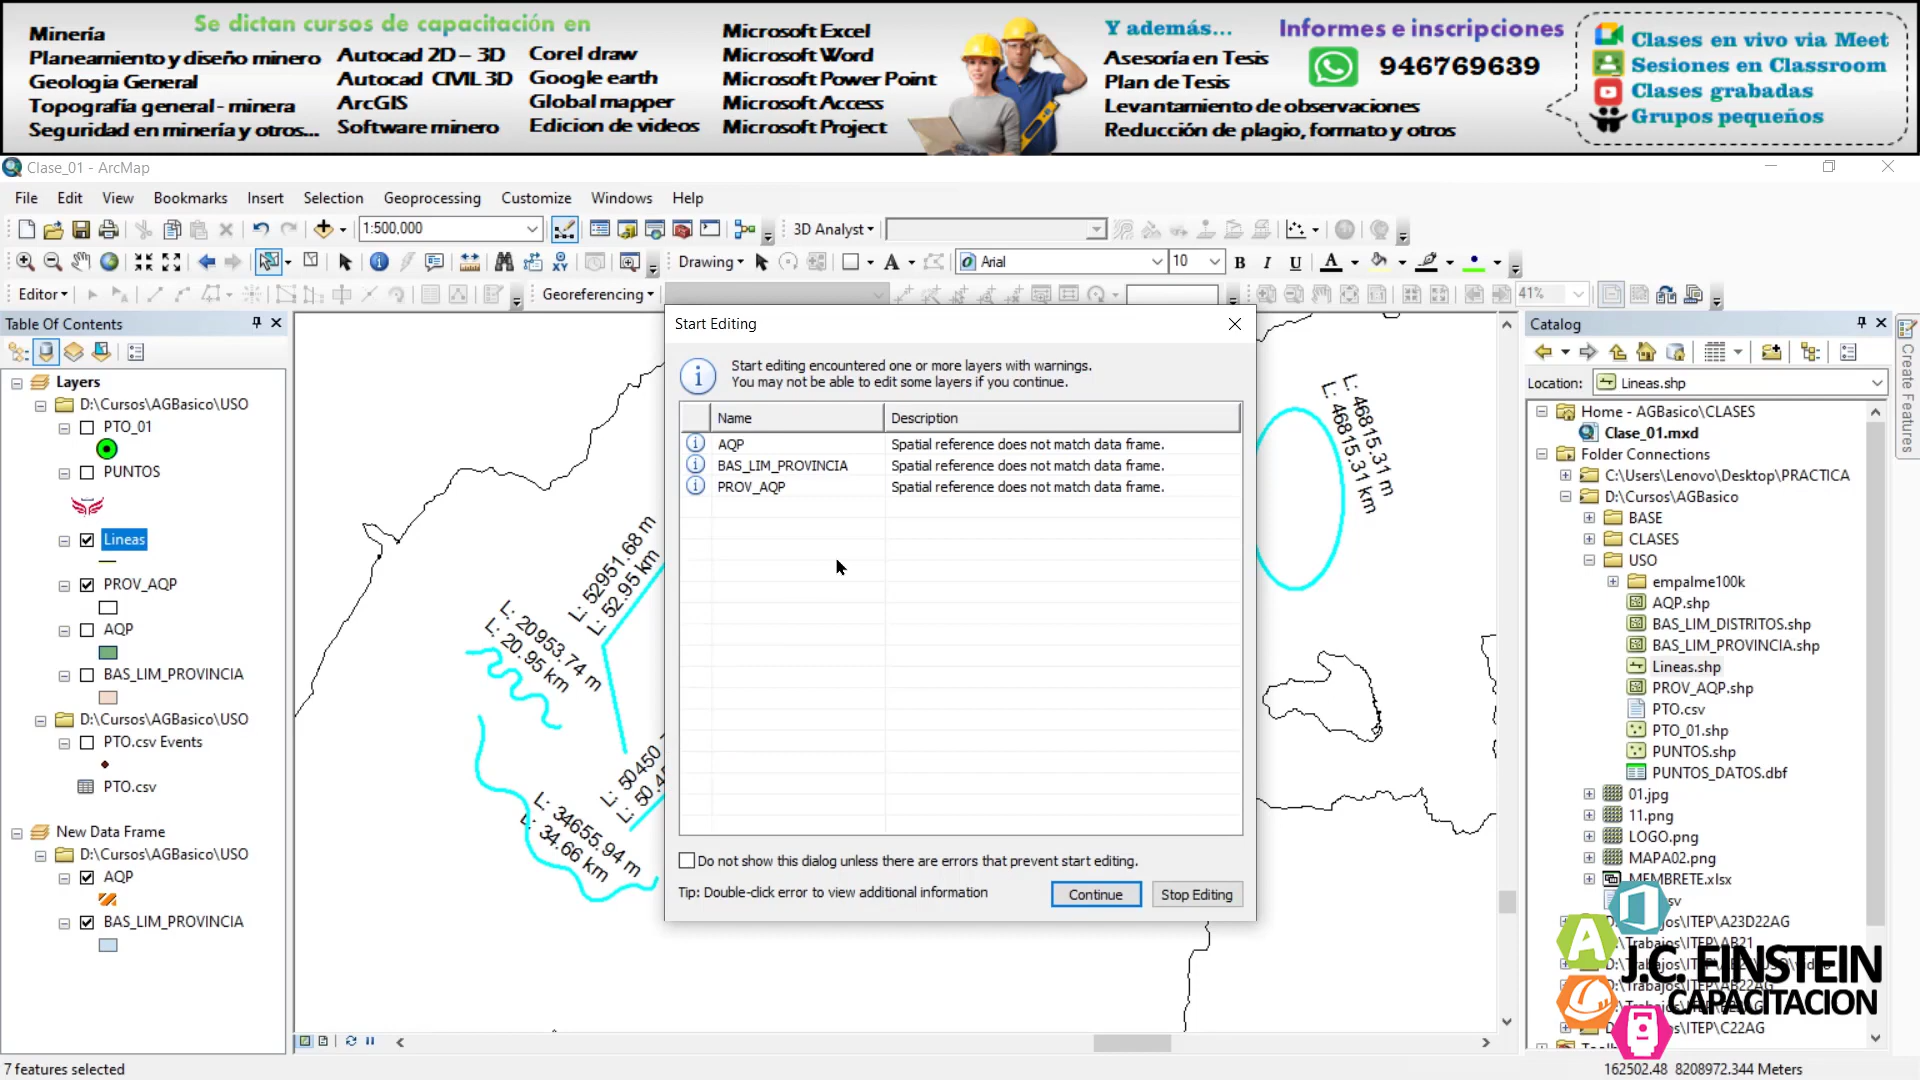 Se dictan cursos de capacitación en
Minería
Planeamiento y diseño minero
Geologia General
Topografía general - minera
Seguridad en minería y otros...
Autocad 2D - 3D
Autocad CIVIL 3D
ArcGIS
Software minero
Corel draw
Google earth
Global mapper
Edicion de videos
Microsoft Excel
Microsoft Word
Microsoft Power Point
Microsoft Access
Microsoft Project
Y además...
Asesoría en Tesis
Plan de Tesis
Levantamiento de observaciones
Reducción de plagio, formato y otros
Informes e inscripciones
946769639
Clases en vivo via Meet
Sesiones en Classroom
Clases grabadas
Grupos pequeños
Clase_01 - ArcMap
File Edit View Bookmarks Insert Selection Geoprocessing Customize Windows Help
1:500,000
3D Analyst
Drawing
Arial
10
B I U A
Editor
Georeferencing
41%
Table Of Contents
Layers
D:\Cursos\AGBasico\USO
PTO_01
PUNTOS
Lineas
PROV_AQP
AQP
BAS_LIM_PROVINCIA
D:\Cursos\AGBasico\USO
PTO.csv Events
PTO.csv
New Data Frame
D:\Cursos\AGBasico\USO
AQP
BAS_LIM_PROVINCIA
L: 52951.68 m
L: 52.95 km
L: 20953.74 m
L: 20.95 km
L: 34655.94 m
L: 34.66 km
L: 46815.31 m
L: 46815.31 km
Start Editing
Start editing encountered one or more layers with warnings.
You may not be able to edit some layers if you continue.
Name Description
AQP Spatial reference does not match data frame.
BAS_LIM_PROVINCIA Spatial reference does not match data frame.
PROV_AQP Spatial reference does not match data frame.
Do not show this dialog unless there are errors that prevent start editing.
Tip: Double-click error to view additional information
Continue
Stop Editing
Catalog
Location: Lineas.shp
Home - AGBasico\CLASES
Clase_01.mxd
Folder Connections
C:\Users\Lenovo\Desktop\PRACTICA
D:\Cursos\AGBasico
BASE
CLASES
USO
empalme100k
AQP.shp
BAS_LIM_DISTRITOS.shp
BAS_LIM_PROVINCIA.shp
Lineas.shp
PROV_AQP.shp
PTO.csv
PTO_01.shp
PUNTOS.shp
PUNTOS_DATOS.dbf
01.jpg
11.png
LOGO.png
MAPA02.png
MEMBRETE.xlsx
Create Features
J.C. EINSTEIN
CAPACITACION
7 features selected
162502.48 8208972.344 Meters